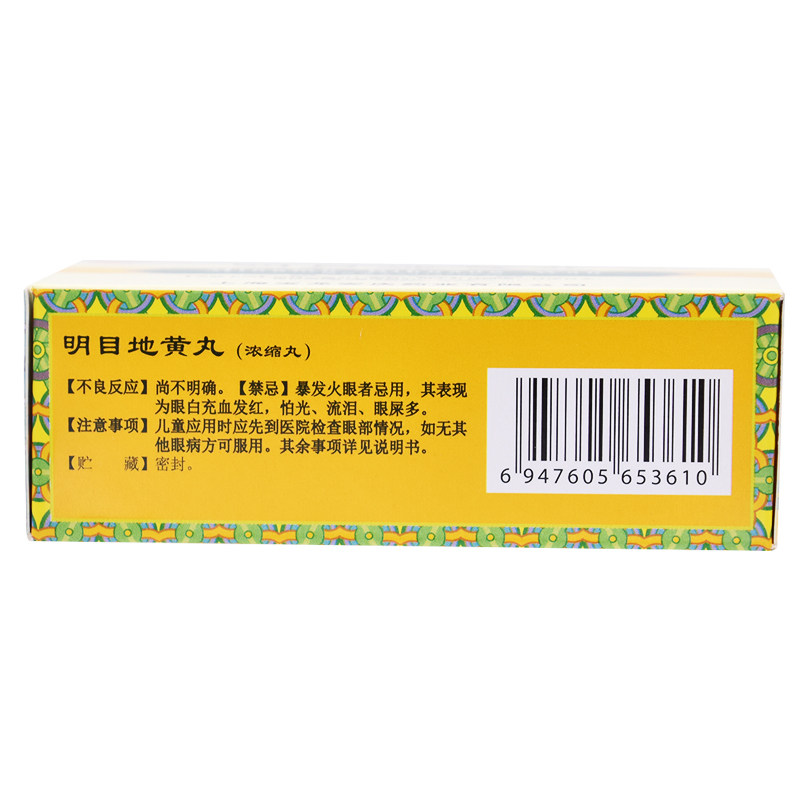 明目地黄丸（浓缩丸）
【不良反应】尚不明确。【禁忌】暴发火眼者忌用，其表现
为眼白充血发红，怕光、流泪、眼屎多。
【注意事项】儿童应用时应先到医院检查眼部情况，如无其
他眼病方可服用。其余事项详见说明书。
【贮　藏】密封。
6 947605 653610